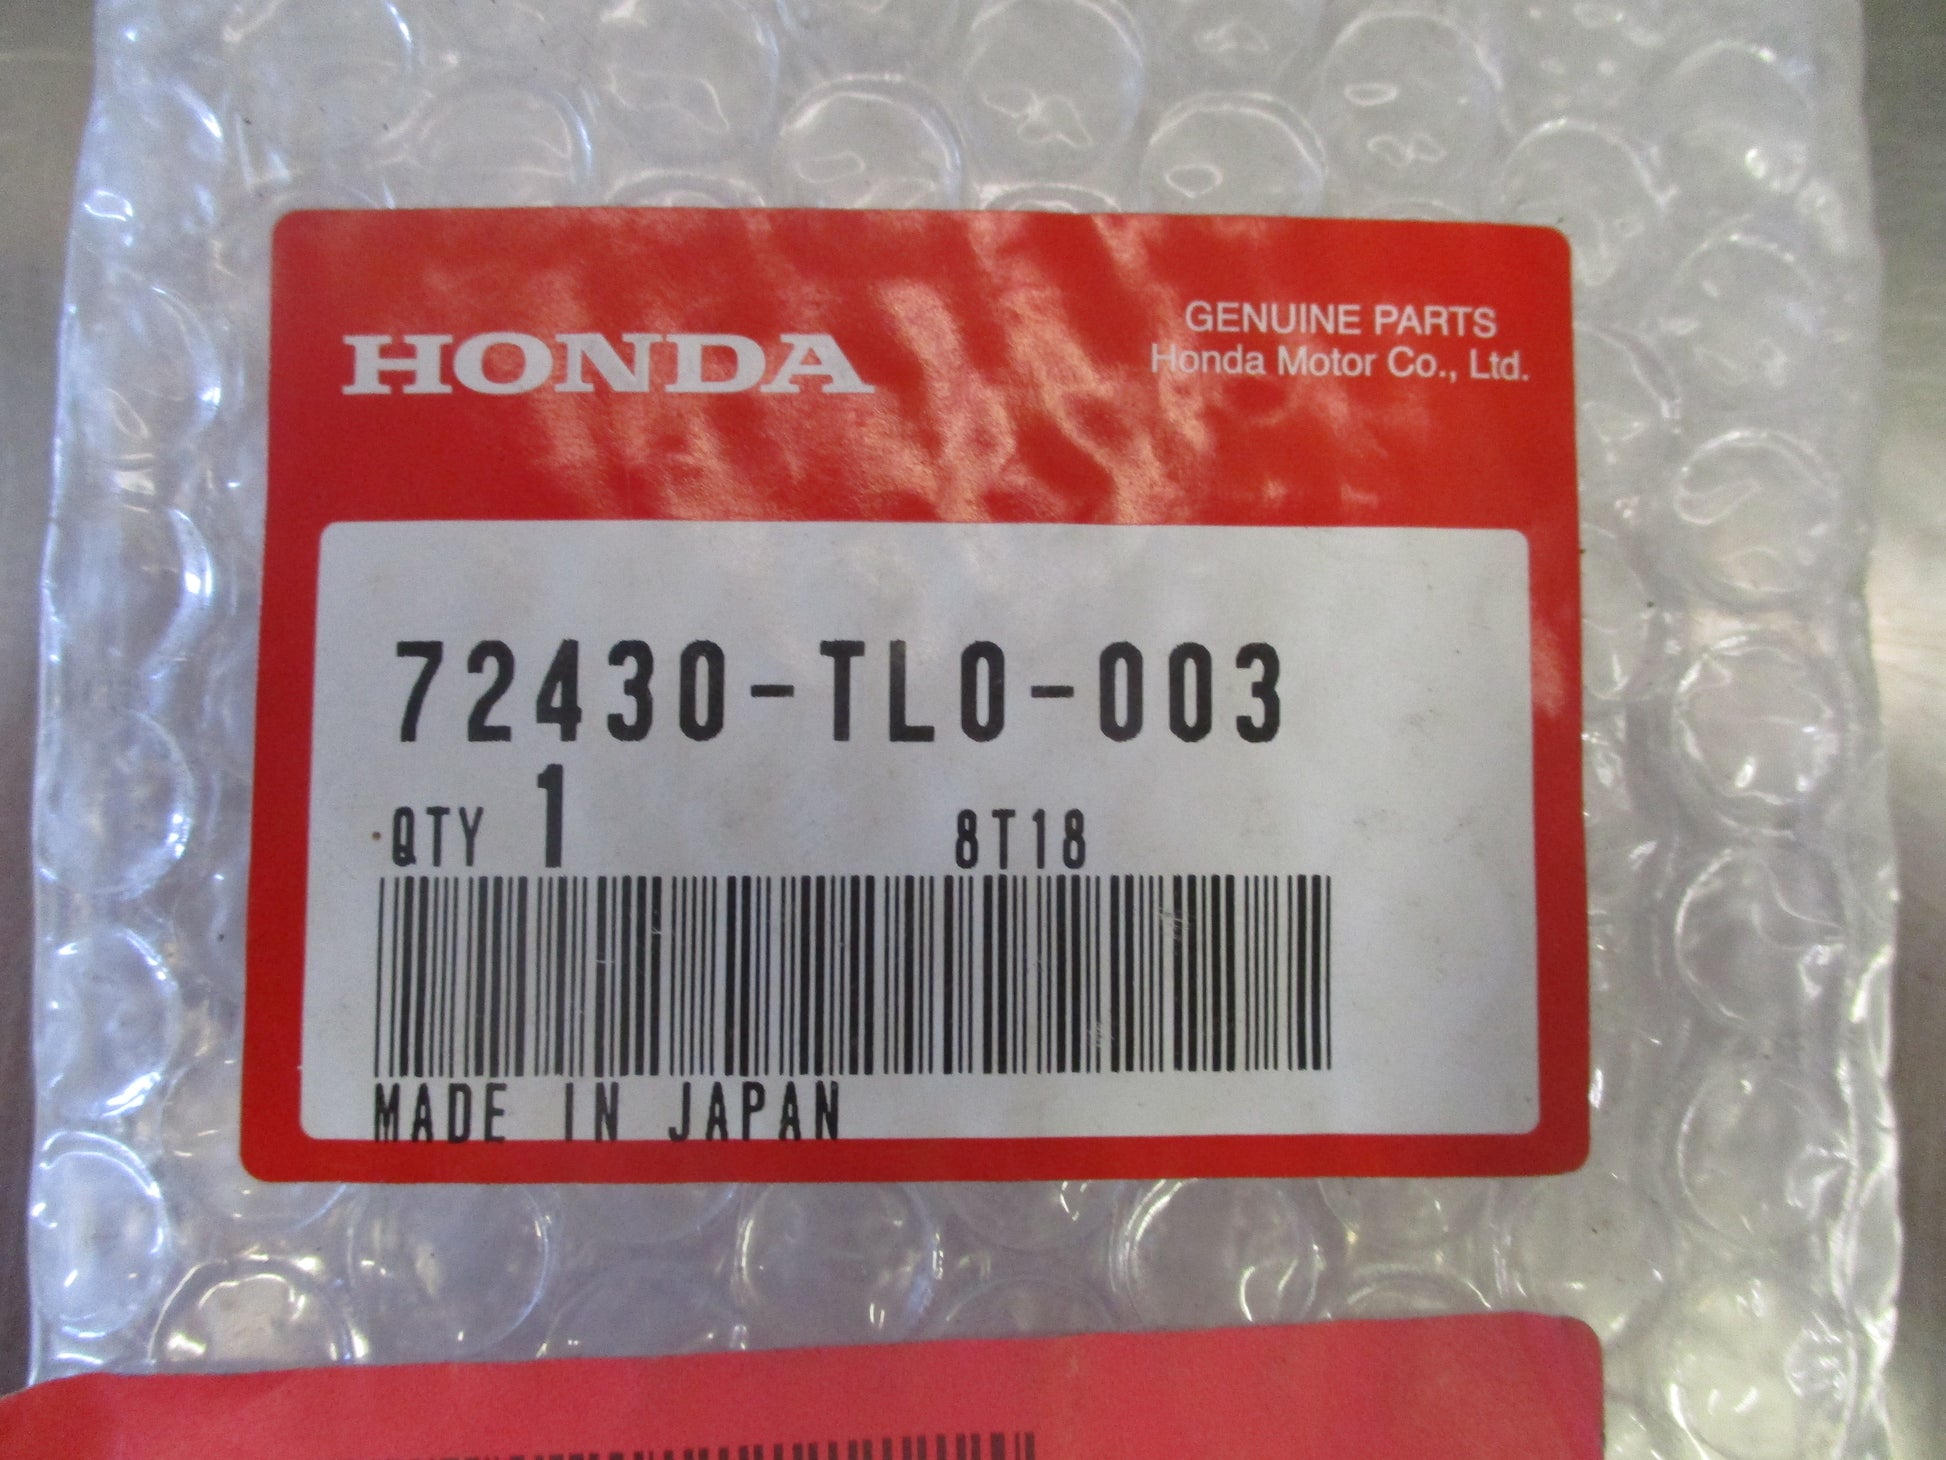 HONDA
GENUINE PARTS
Honda Motor Co., Ltd.
72430-TL0-003
QTY 1 8T18
MADE IN JAPAN